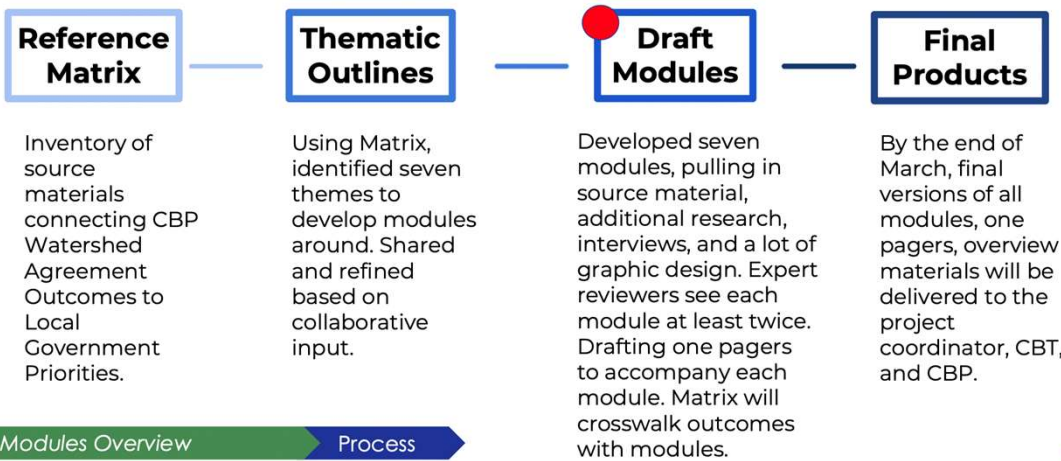 Reference
Matrix
Thematic
Outlines
Draft
Modules
Final
Products
Inventory of
source
materials
connecting CBP
Watershed
Agreement
Outcomes to
Local
Government
Priorities.
Using Matrix,
identified seven
themes to
develop modules
around. Shared
and refined
based on
collaborative
input.
Developed seven
modules, pulling in
source material,
additional research,
interviews, and a lot of
graphic design. Expert
reviewers see each
module at least twice.
Drafting one pagers
to accompany each
module. Matrix will
crosswalk outcomes
with modules.
By the end of
March, final
versions of all
modules, one
pagers, overview
materials will be
delivered to the
project
coordinator, CBT,
and CBP.
Modules Overview
Process